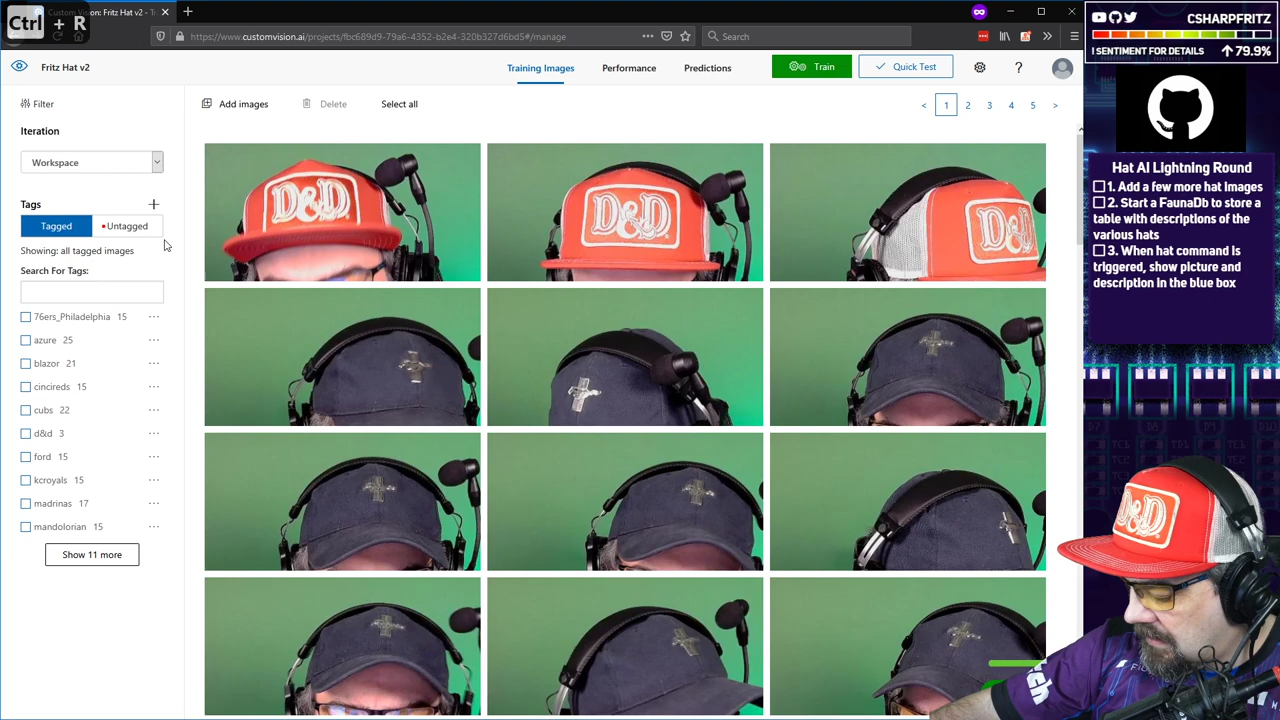 Ctrl + R
Custom Vision: Fritz Hat v2 - Tr
https://www.customvision.ai/projects/fbc689d9-79a6-4352-b2e4-320b327d6bd5#/manage
Search
Fritz Hat v2
Training Images
Performance
Predictions
Train
Quick Test
?
Filter
Add images
Delete
Select all
< 1 2 3 4 5 >
Iteration
Workspace
Tags
+
Tagged
Untagged
Showing: all tagged images
Search For Tags:
76ers_Philadelphia 15 ...
azure 25 ...
blazor 21 ...
cincireds 15 ...
cubs 22 ...
d&d 3 ...
ford 15 ...
kcroyals 15 ...
madrinas 17 ...
mandolorian 15 ...
Show 11 more
D&D
D&D
D&D
CSHARPFRITZ
! SENTIMENT FOR DETAILS
79.9%
Hat AI Lightning Round
1. Add a few more hat images
2. Start a FaunaDb to store a
table with descriptions of the
various hats
3. When hat command is
triggered, show picture and
description in the blue box
D7 D8 D9 D10
D&D